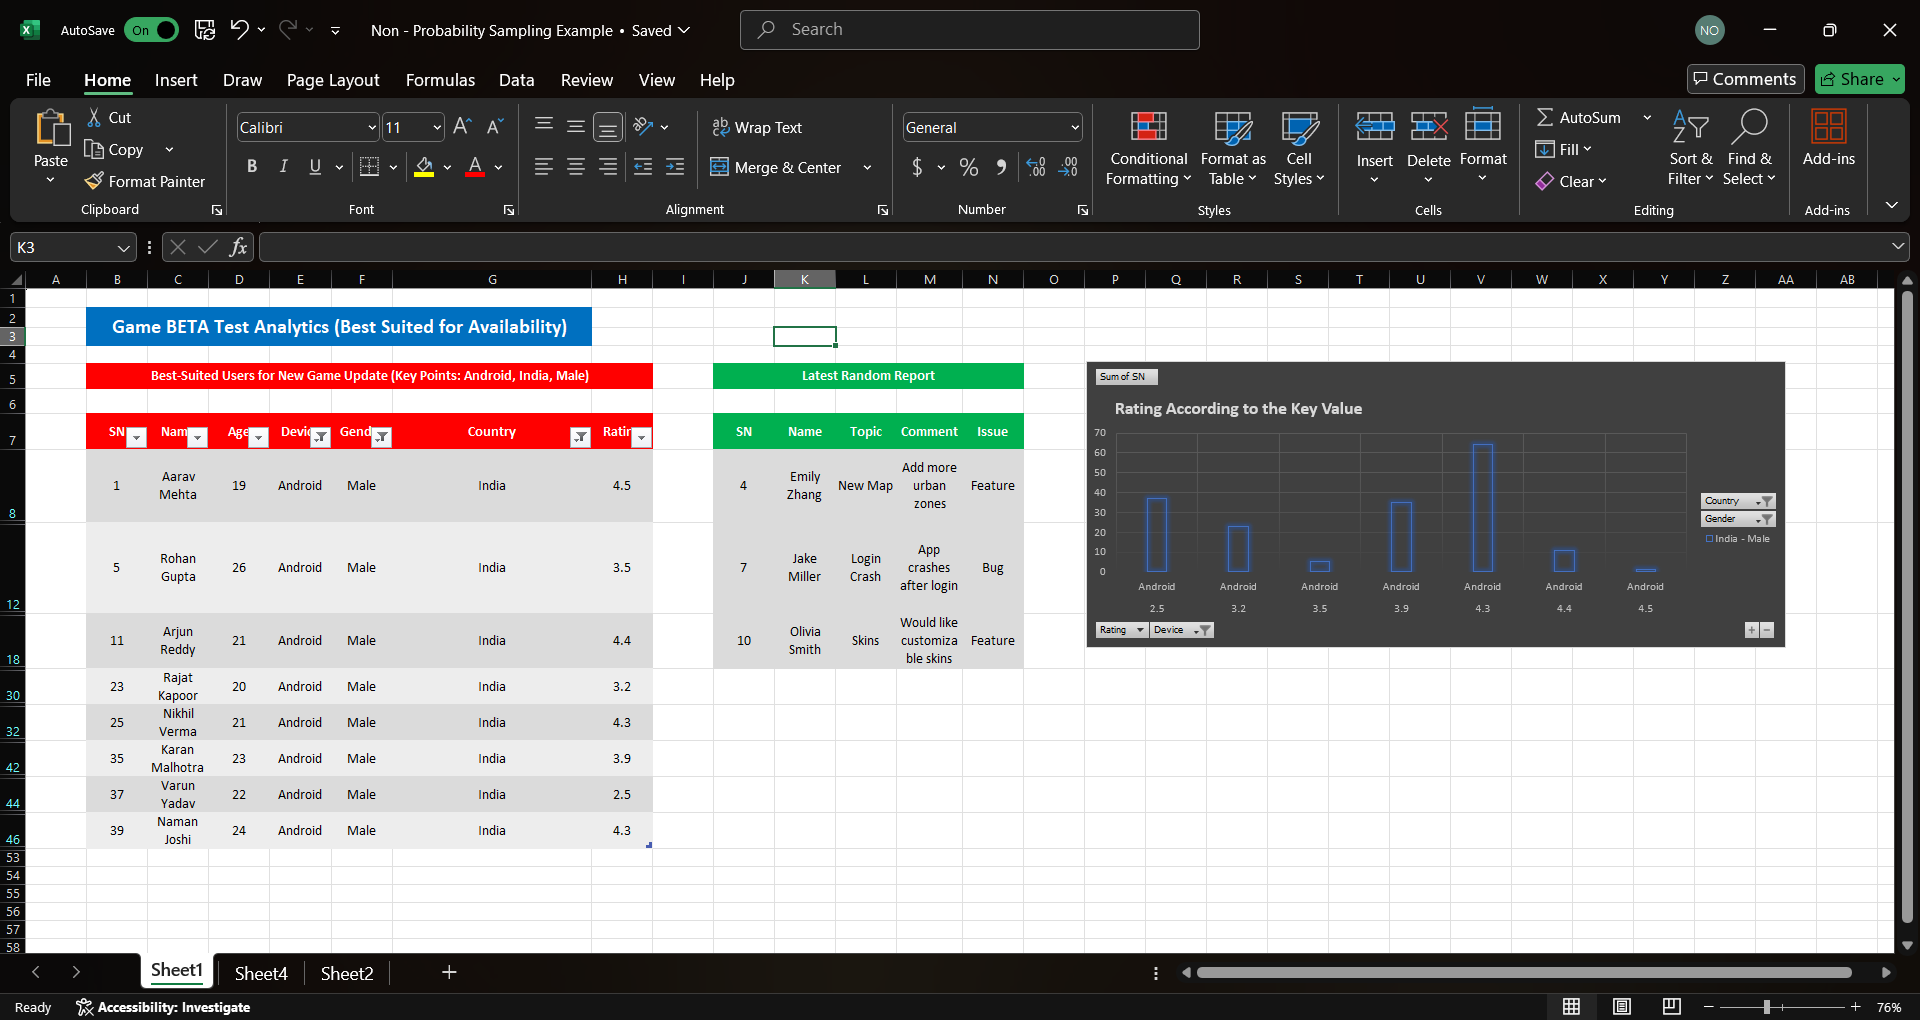 AutoSave On Non - Probability Sampling Example • Saved Search NO
File Home Insert Draw Page Layout Formulas Data Review View Help Comments Share
Paste Cut Copy Format Painter Clipboard
Calibri 11 B I U A Font
Wrap Text Merge & Center Alignment
General $ % Number
Conditional Formatting Format as Table Cell Styles Styles
Insert Delete Format Cells
AutoSum Fill Clear Sort & Filter Find & Select Editing
Add-ins Add-ins
K3 fx
A B C D E F G H I J K L M N O P Q R S T U V W X Y Z AA AB
1
2
3
4
5
6
7
8
12
18
30
32
42
44
46
53
54
55
56
57
58
Game BETA Test Analytics (Best Suited for Availability)
Best-Suited Users for New Game Update (Key Points: Android, India, Male)
SN Nam Age Devic Gend Country Ratin
1 Aarav Mehta 19 Android Male India 4.5
5 Rohan Gupta 26 Android Male India 3.5
11 Arjun Reddy 21 Android Male India 4.4
23 Rajat Kapoor 20 Android Male India 3.2
25 Nikhil Verma 21 Android Male India 4.3
35 Karan Malhotra 23 Android Male India 3.9
37 Varun Yadav 22 Android Male India 2.5
39 Naman Joshi 24 Android Male India 4.3
Latest Random Report
SN Name Topic Comment Issue
4 Emily Zhang New Map Add more urban zones Feature
7 Jake Miller Login Crash App crashes after login Bug
10 Olivia Smith Skins Would like customiza ble skins Feature
Sum of SN
Rating According to the Key Value
70
60
50
40
30
20
10
0
Android Android Android Android Android Android Android
2.5 3.2 3.5 3.9 4.3 4.4 4.5
Country
Gender
India - Male
Rating Device
Sheet1 Sheet4 Sheet2
Ready Accessibility: Investigate 76%